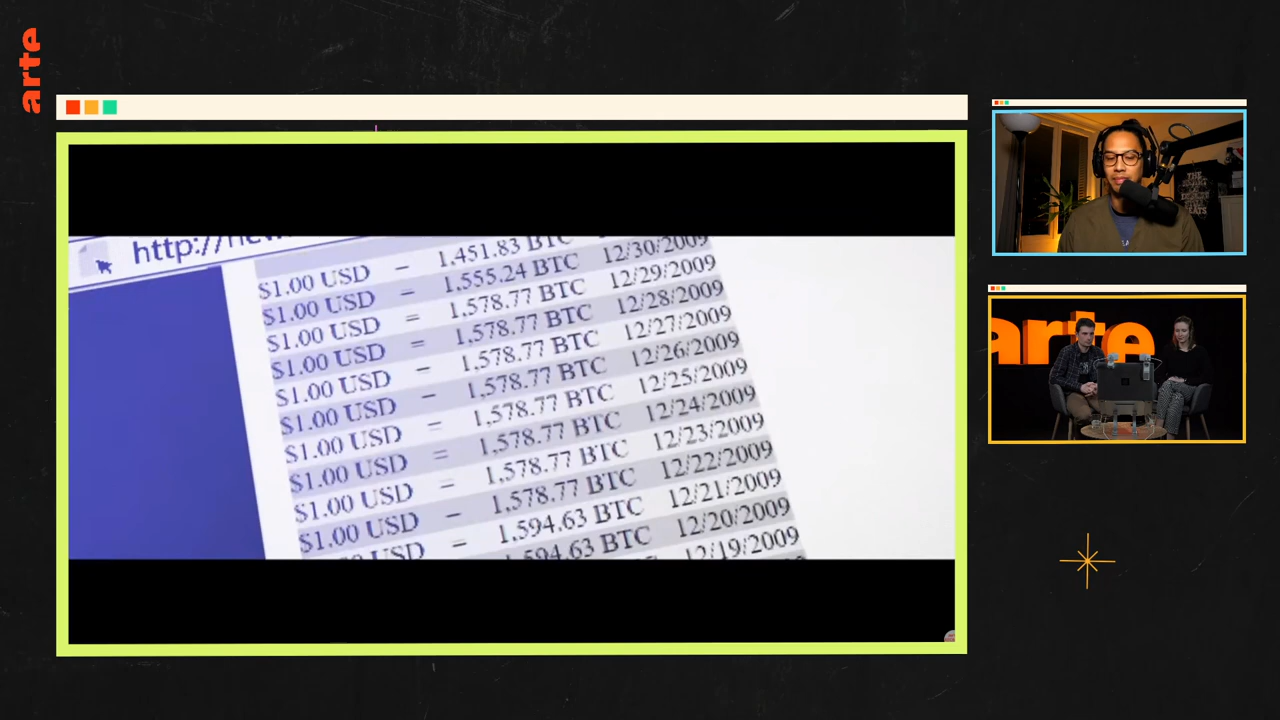 arte
http://new
$1.00 USD – 1,451.83 BTC
$1.00 USD = 1,555.24 BTC 12/30/2009
$1.00 USD = 1,578.77 BTC 12/29/2009
$1.00 USD = 1,578.77 BTC 12/28/2009
$1.00 USD – 1,578.77 BTC 12/27/2009
$1.00 USD – 1,578.77 BTC 12/26/2009
$1.00 USD = 1,578.77 BTC 12/25/2009
$1.00 USD = 1,578.77 BTC 12/24/2009
$1.00 USD – 1,578.77 BTC 12/23/2009
$1.00 USD – 1,578.77 BTC 12/22/2009
USD = 1,594.63 BTC 12/21/2009
1,594.63 BTC 12/20/2009
12/19/2009
THE
BEATS
arte